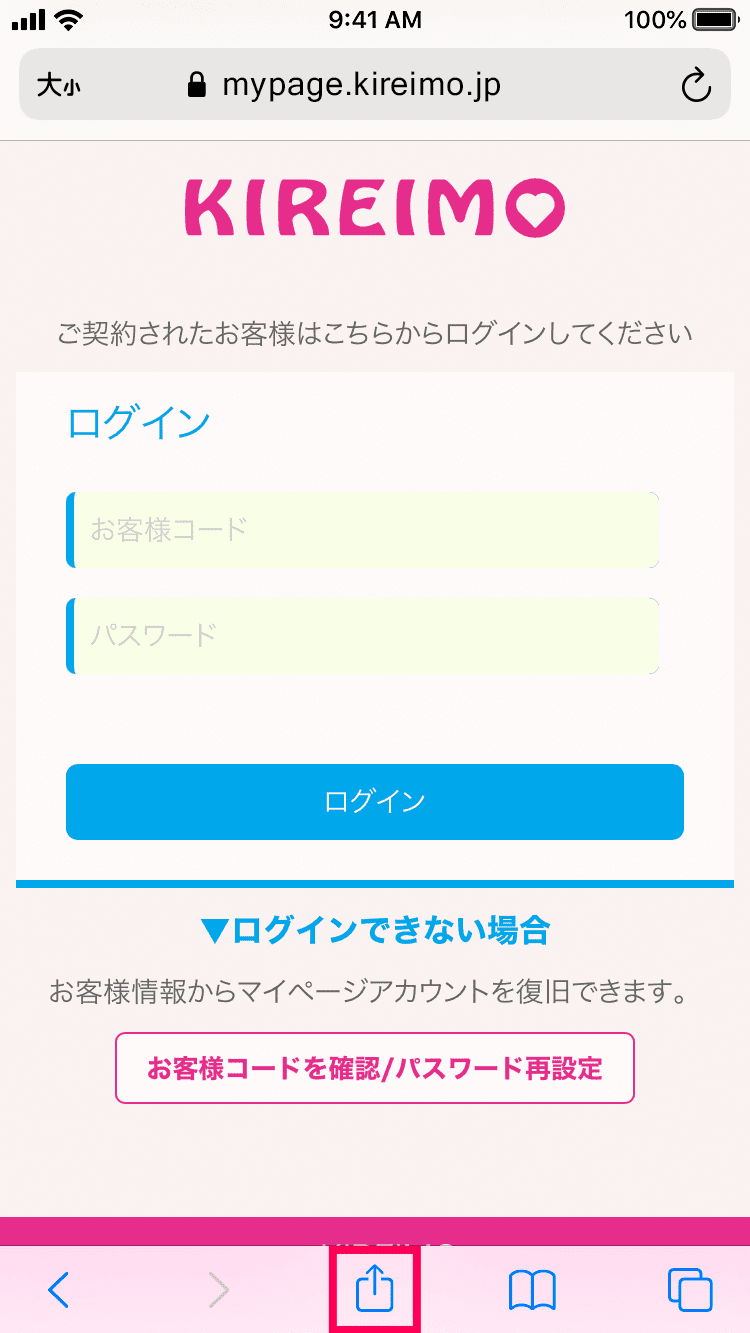 9:41 AM 100%
大小 mypage.kireimo.jp
KIREIMO
ご契約されたお客様はこちらからログインしてください
ログイン
お客様コード
パスワード
ログイン
▼ログインできない場合
お客様情報からマイページアカウントを復旧できます。
お客様コードを確認/パスワード再設定